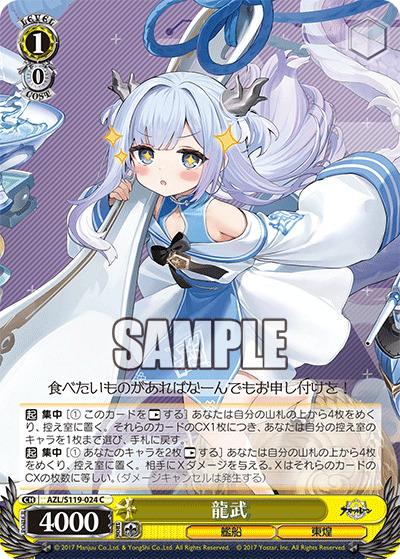 LEVEL
1
0
COST
SAMPLE
食べたいものがあればなーんでもお申し付けを!
起 集中 [① このカードを する] あなたは自分の山札の上から4枚をめくり、控え室に置く。それらのカードのCX1枚につき、あなたは自分の控え室のキャラを1枚まで選び、手札に戻す。
起 集中 [① あなたのキャラを2枚 する] あなたは自分の山札の上から4枚をめくり、控え室に置く。相手にXダメージを与える。Xはそれらのカードの
CXの枚数に等しい。(ダメージキャンセルは発生する)
CH AZL/S119-024 C
4000
龍武
アズールレーン
艦船
東煌
© 2017 Manjuu Co.,Ltd. & YongShi Co.,Ltd. All Rights Reserved. © 2017 Yostar, Inc. All Rights Reserved.